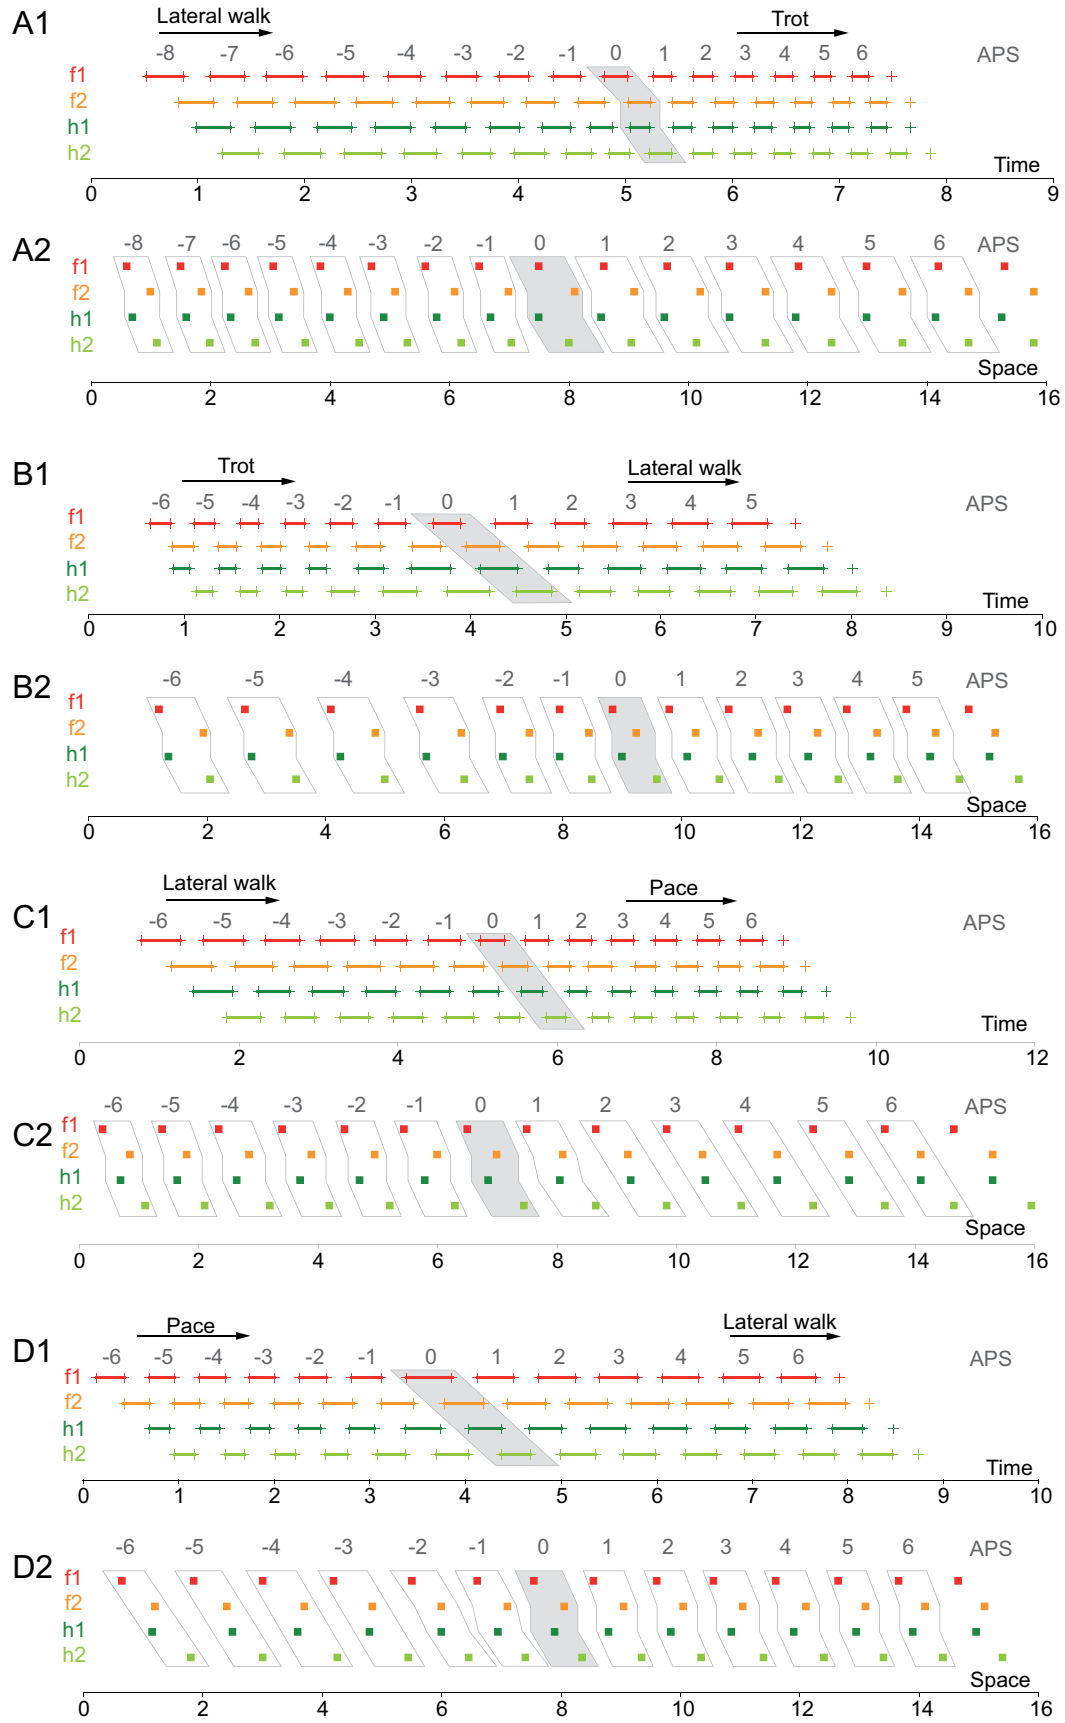 A1
Lateral walk
Trot
-8 -7 -6 -5 -4 -3 -2 -1 0 1 2 3 4 5 6 APS
f1
f2
h1
h2
Time
0 1 2 3 4 5 6 7 8 9
A2
-8 -7 -6 -5 -4 -3 -2 -1 0 1 2 3 4 5 6 APS
f1
f2
h1
h2
Space
0 2 4 6 8 10 12 14 16
B1
Trot
Lateral walk
-6 -5 -4 -3 -2 -1 0 1 2 3 4 5 APS
f1
f2
h1
h2
Time
0 1 2 3 4 5 6 7 8 9 10
B2
-6 -5 -4 -3 -2 -1 0 1 2 3 4 5 APS
f1
f2
h1
h2
Space
0 2 4 6 8 10 12 14 16
C1
Lateral walk
Pace
-6 -5 -4 -3 -2 -1 0 1 2 3 4 5 6 APS
f1
f2
h1
h2
Time
0 2 4 6 8 10 12
C2
-6 -5 -4 -3 -2 -1 0 1 2 3 4 5 6 APS
f1
f2
h1
h2
Space
0 2 4 6 8 10 12 14 16
D1
Pace
Lateral walk
-6 -5 -4 -3 -2 -1 0 1 2 3 4 5 6 APS
f1
f2
h1
h2
Time
0 1 2 3 4 5 6 7 8 9 10
D2
-6 -5 -4 -3 -2 -1 0 1 2 3 4 5 6 APS
f1
f2
h1
h2
Space
0 2 4 6 8 10 12 14 16